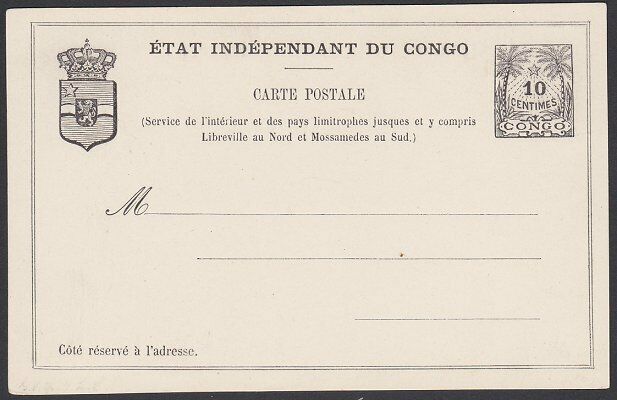 ÉTAT INDÉPENDANT DU CONGO
CARTE POSTALE
(Service de l'intérieur et des pays limitrophes jusques et y compris
Libreville au Nord et Mossamedes au Sud.)
10
CENTIMES
CONGO
M
Côté réservé à l'adresse.